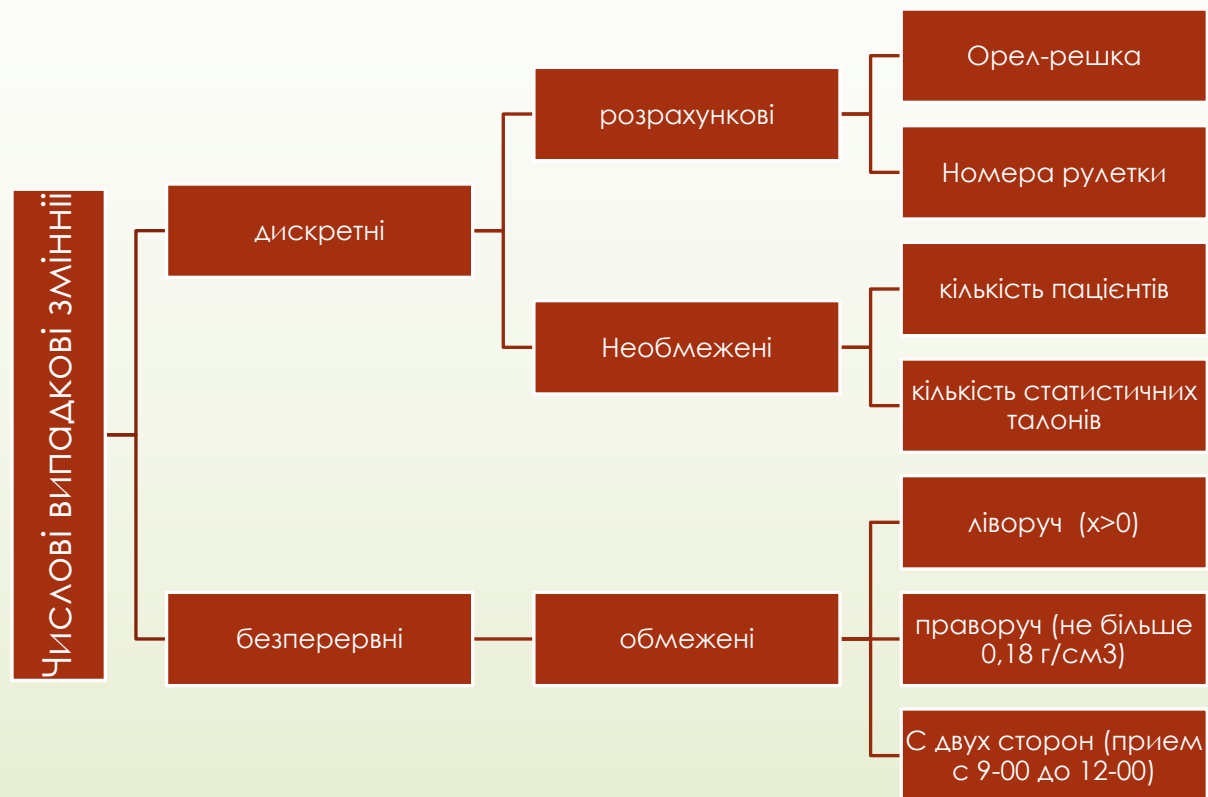 Числові випадкові змінніі
дискретні
розрахункові
Орел-решка
Номера рулетки
Необмежені
кількість пацієнтів
кількість статистичних
талонів
безперервні
обмежені
ліворуч (х>0)
праворуч (не більше
0,18 г/см3)
С двух сторон (прием
с 9-00 до 12-00)